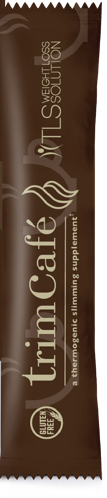 TLS
WEIGHT LOSS
SOLUTION
trimCafé
a thermogenic slimming supplement†
GLUTEN
FREE